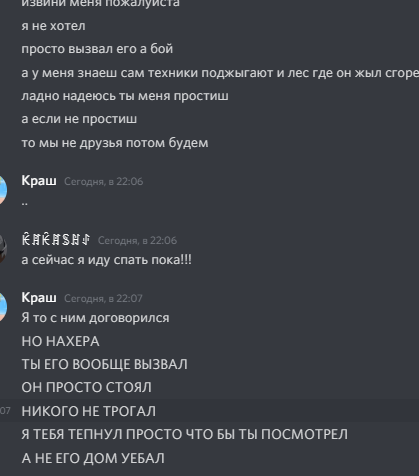 извини меня пожалуйста
я не хотел
просто вызвал его а бой
а у меня знаеш сам техники поджыгают и лес где он жыл сгоре
ладно надеюсь ты меня простиш
а если не простиш
то мы не друзья потом будем
Краш Сегодня, в 22:06
..
Сегодня, в 22:06
а сейчас я иду спать пока!!!
Краш Сегодня, в 22:07
Я то с ним договорился
НО НАХЕРА
ТЫ ЕГО ВООБЩЕ ВЫЗВАЛ
ОН ПРОСТО СТОЯЛ
07 НИКОГО НЕ ТРОГАЛ
Я ТЕБЯ ТЕПНУЛ ПРОСТО ЧТО БЫ ТЫ ПОСМОТРЕЛ
А НЕ ЕГО ДОМ УЕБАЛ